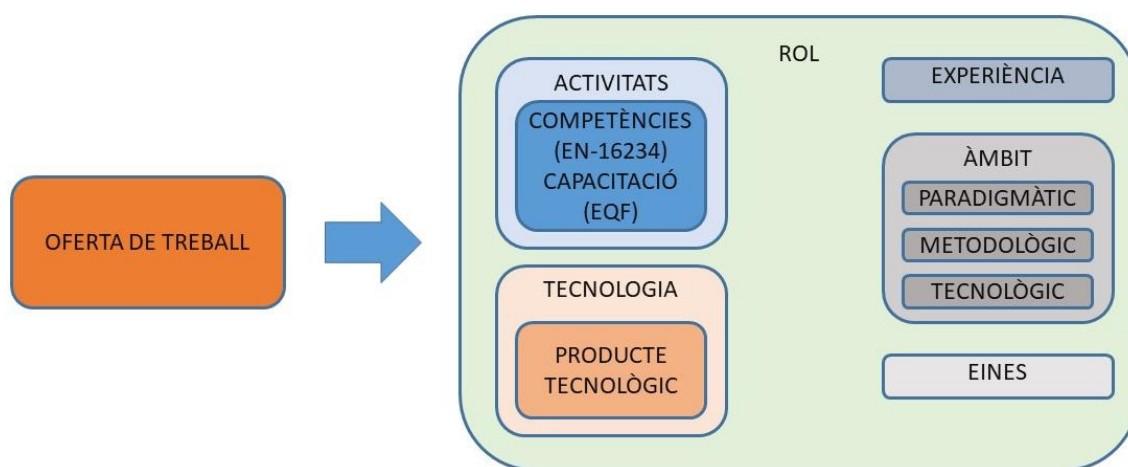 OFERTA DE TREBALL
ROL
ACTIVITATS
COMPETÈNCIES
(EN-16234)
CAPACITACIÓ
(EQF)
TECNOLOGIA
PRODUCTE
TECNOLÒGIC
EXPERIÈNCIA
ÀMBIT
PARADIGMÀTIC
METODOLÒGIC
TECNOLÒGIC
EINES